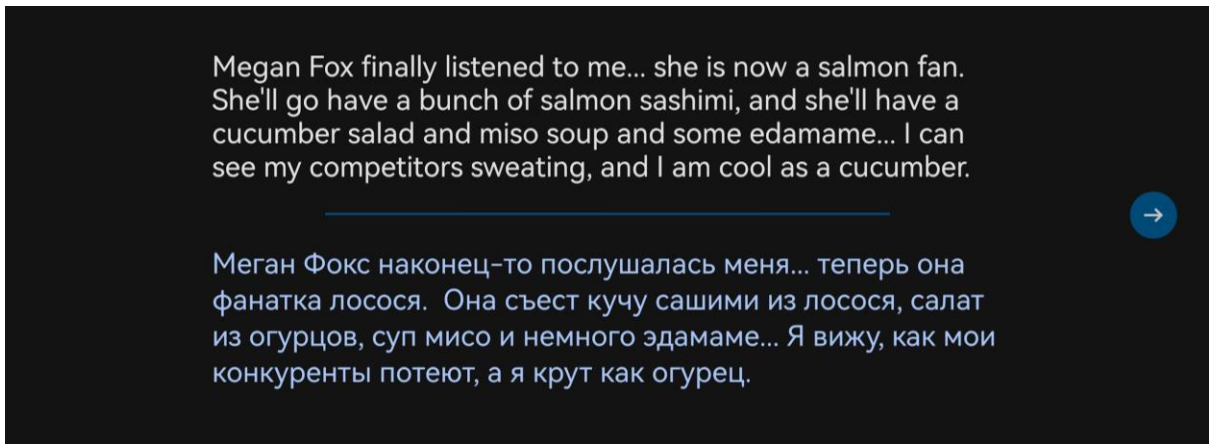 Megan Fox finally listened to me... she is now a salmon fan.
She'll go have a bunch of salmon sashimi, and she'll have a
cucumber salad and miso soup and some edamame... I can
see my competitors sweating, and I am cool as a cucumber.
Меган Фокс наконец-то послушалась меня... теперь она
фанатка лосося.  Она съест кучу сашими из лосося, салат
из огурцов, суп мисо и немного эдамаме... Я вижу, как мои
конкуренты потеют, а я крут как огурец.